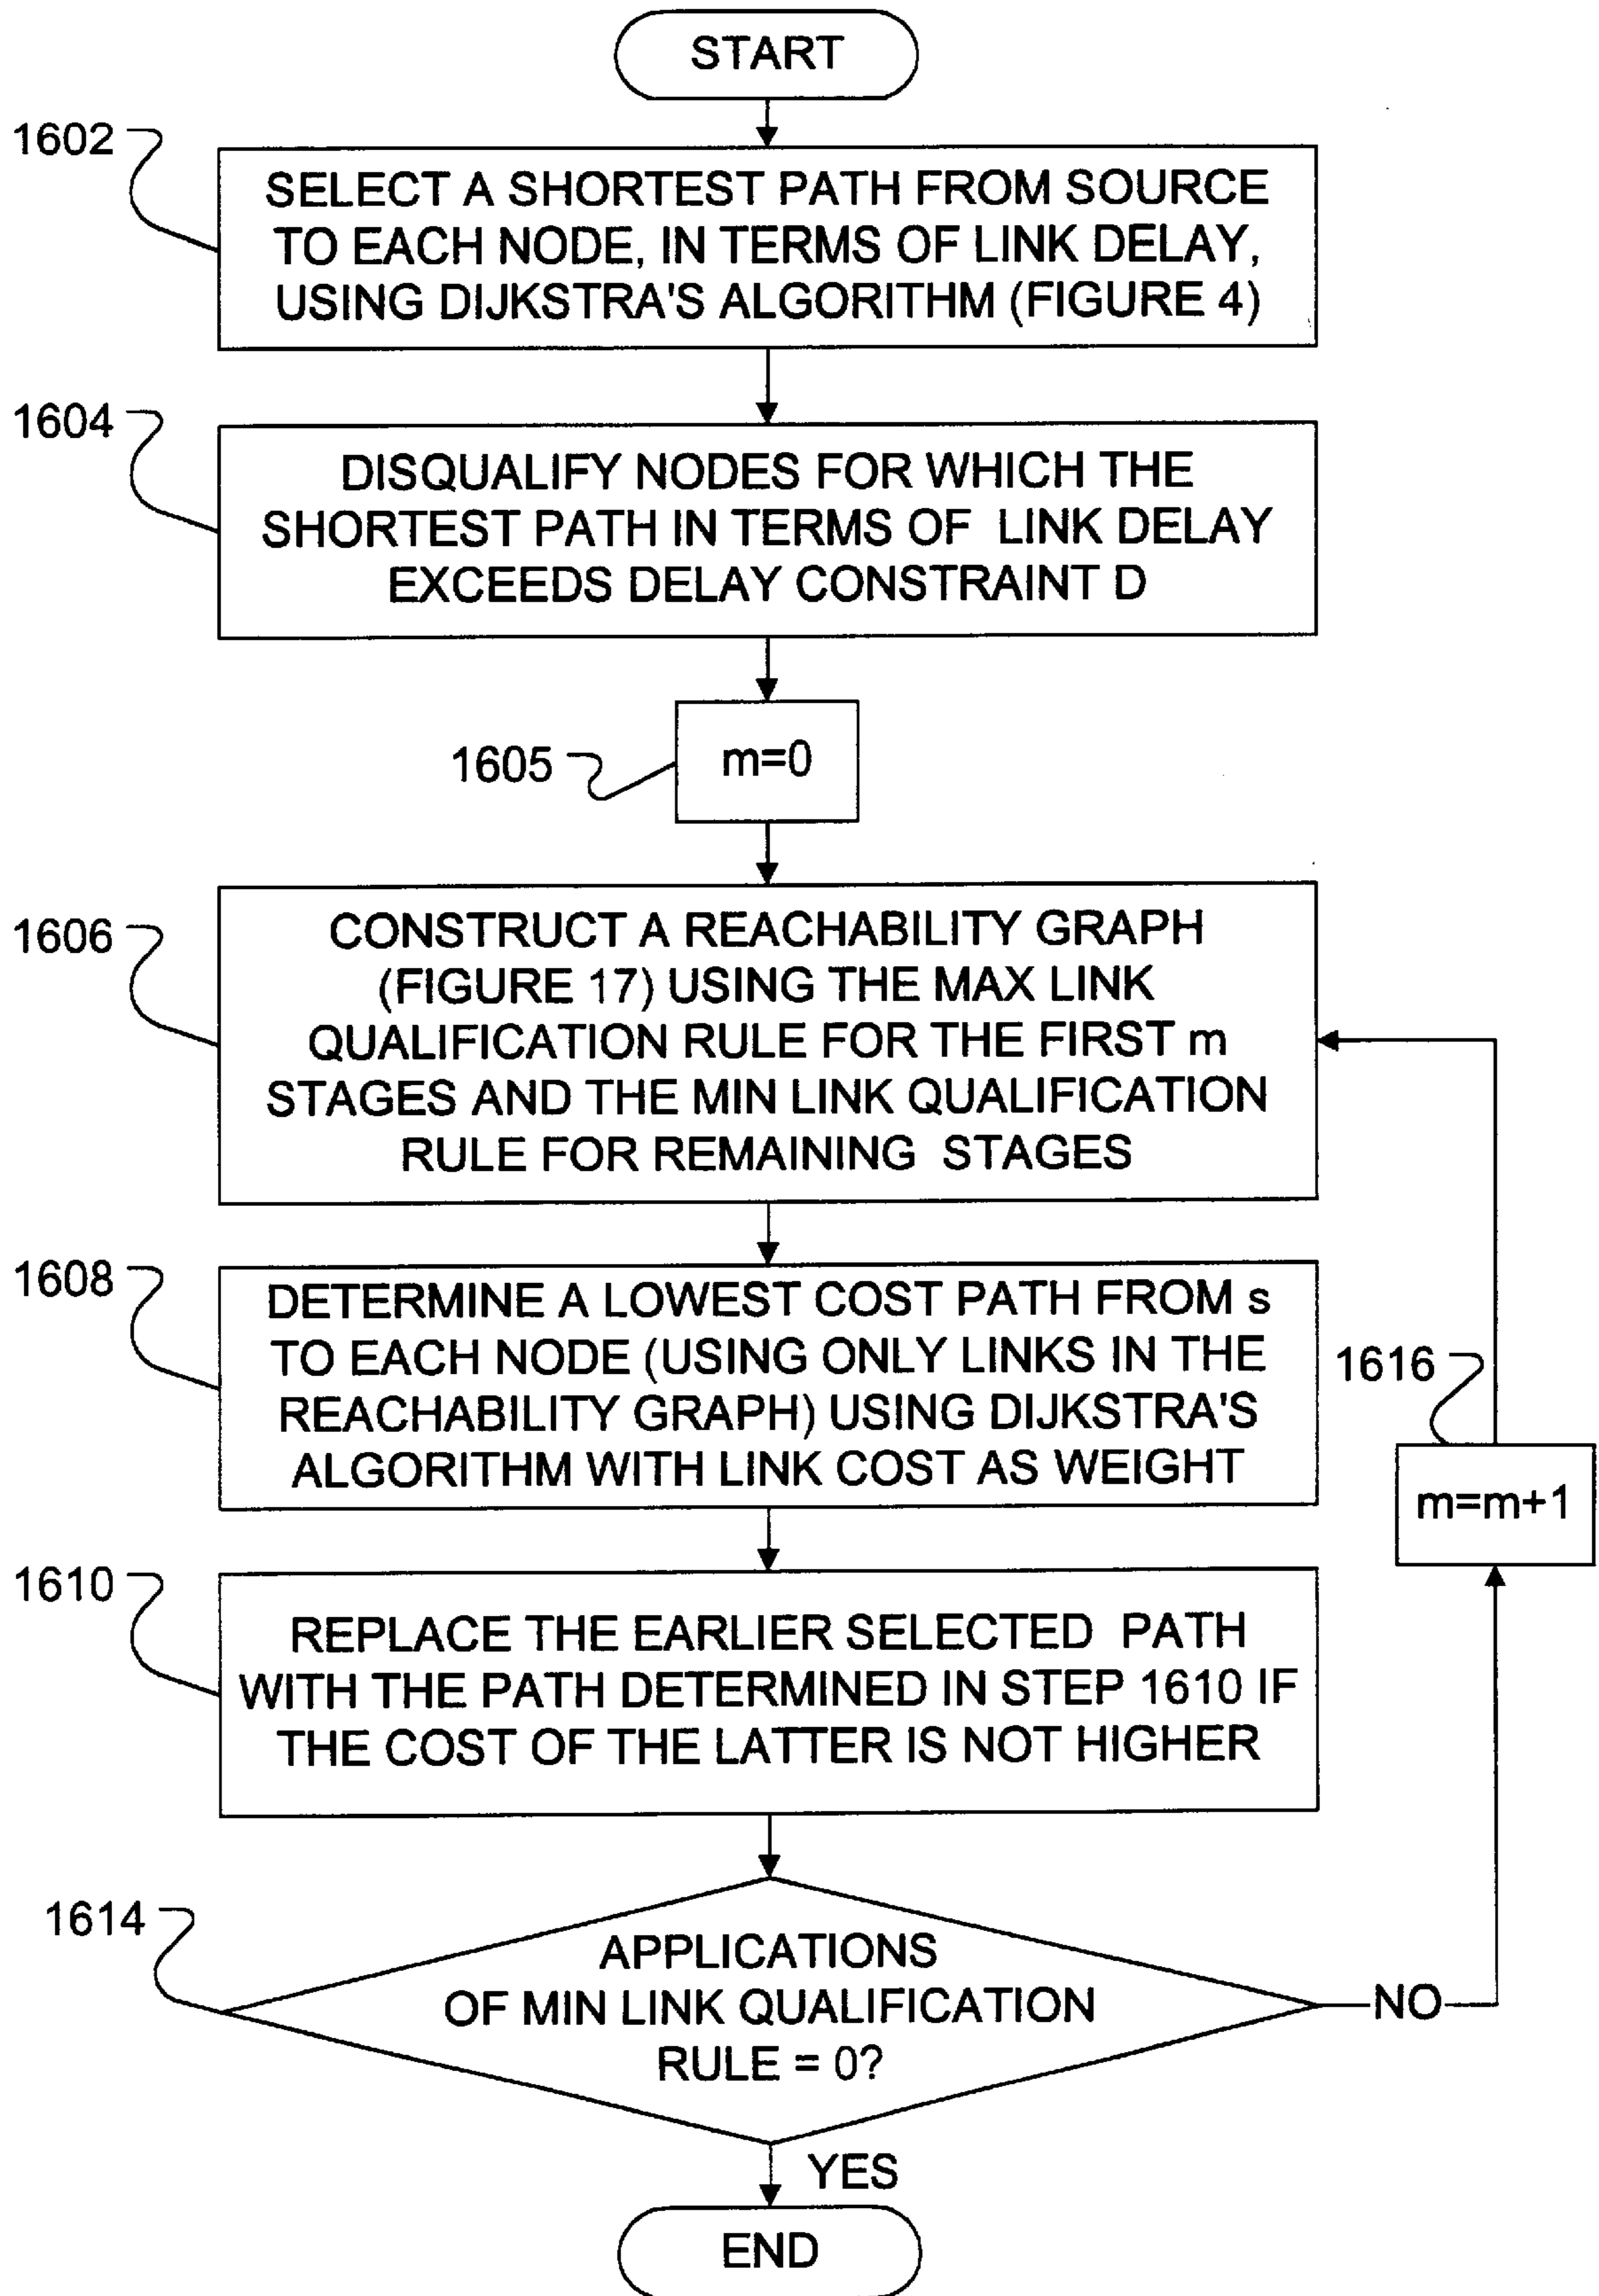 START
1602
SELECT A SHORTEST PATH FROM SOURCE
TO EACH NODE, IN TERMS OF LINK DELAY,
USING DIJKSTRA'S ALGORITHM (FIGURE 4)
1604
DISQUALIFY NODES FOR WHICH THE
SHORTEST PATH IN TERMS OF LINK DELAY
EXCEEDS DELAY CONSTRAINT D
1605
m=0
1606
CONSTRUCT A REACHABILITY GRAPH
(FIGURE 17) USING THE MAX LINK
QUALIFICATION RULE FOR THE FIRST m
STAGES AND THE MIN LINK QUALIFICATION
RULE FOR REMAINING STAGES
1608
DETERMINE A LOWEST COST PATH FROM s
TO EACH NODE (USING ONLY LINKS IN THE
REACHABILITY GRAPH) USING DIJKSTRA'S
ALGORITHM WITH LINK COST AS WEIGHT
1616
m=m+1
1610
REPLACE THE EARLIER SELECTED PATH
WITH THE PATH DETERMINED IN STEP 1610 IF
THE COST OF THE LATTER IS NOT HIGHER
1614
APPLICATIONS
OF MIN LINK QUALIFICATION
RULE = 0?
NO
YES
END